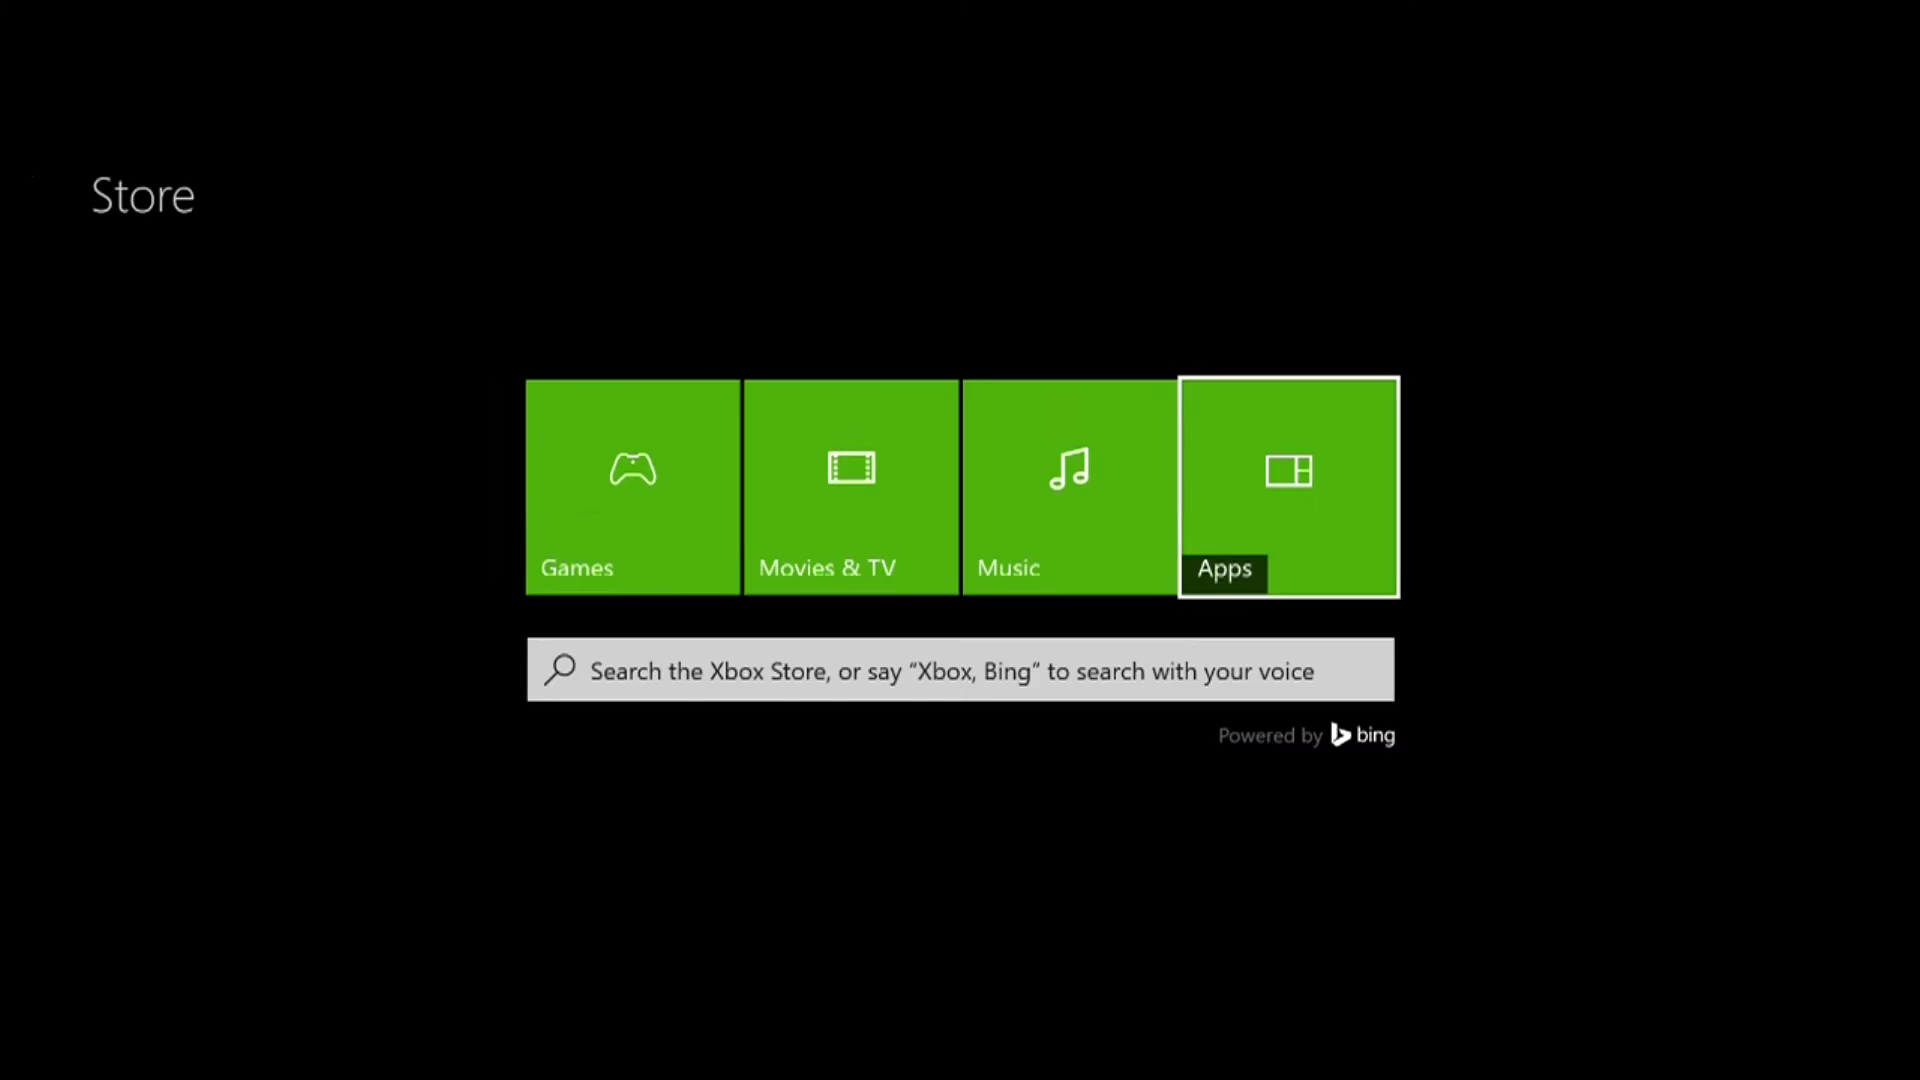 Store
Games
Movies & TV
Music
Apps
Search the Xbox Store, or say “Xbox, Bing” to search with your voice
Powered by bing